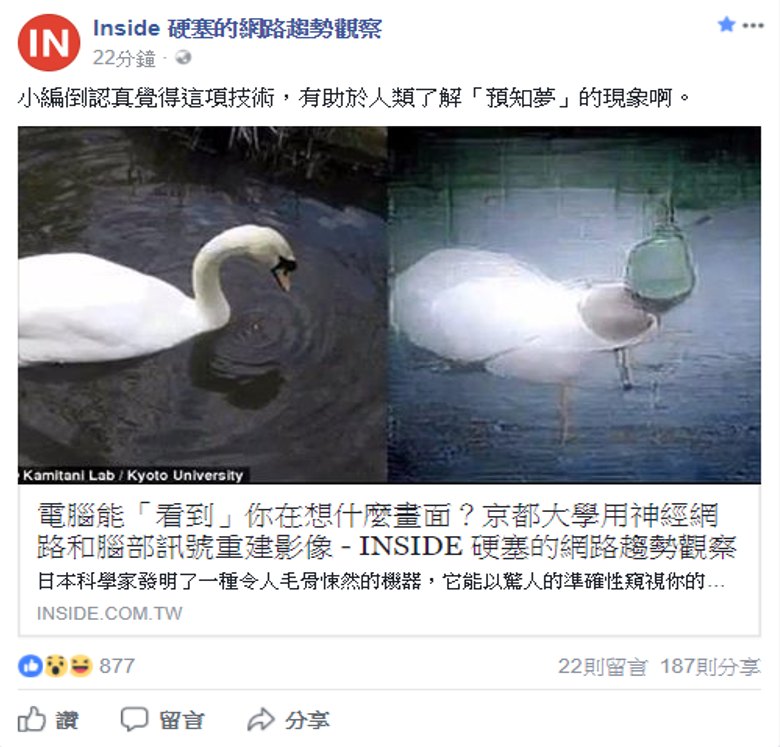 IN
Inside 硬塞的網路趨勢觀察
22分鐘 ·
小編倒認真覺得這項技術，有助於人類了解「預知夢」的現象啊。
Kamitani Lab / Kyoto University
電腦能「看到」你在想什麼畫面？京都大學用神經網
路和腦部訊號重建影像 - INSIDE 硬塞的網路趨勢觀察
日本科學家發明了一種令人毛骨悚然的機器，它能以驚人的準確性窺視你的...
INSIDE.COM.TW
877 22則留言 187則分享
讚 留言 分享